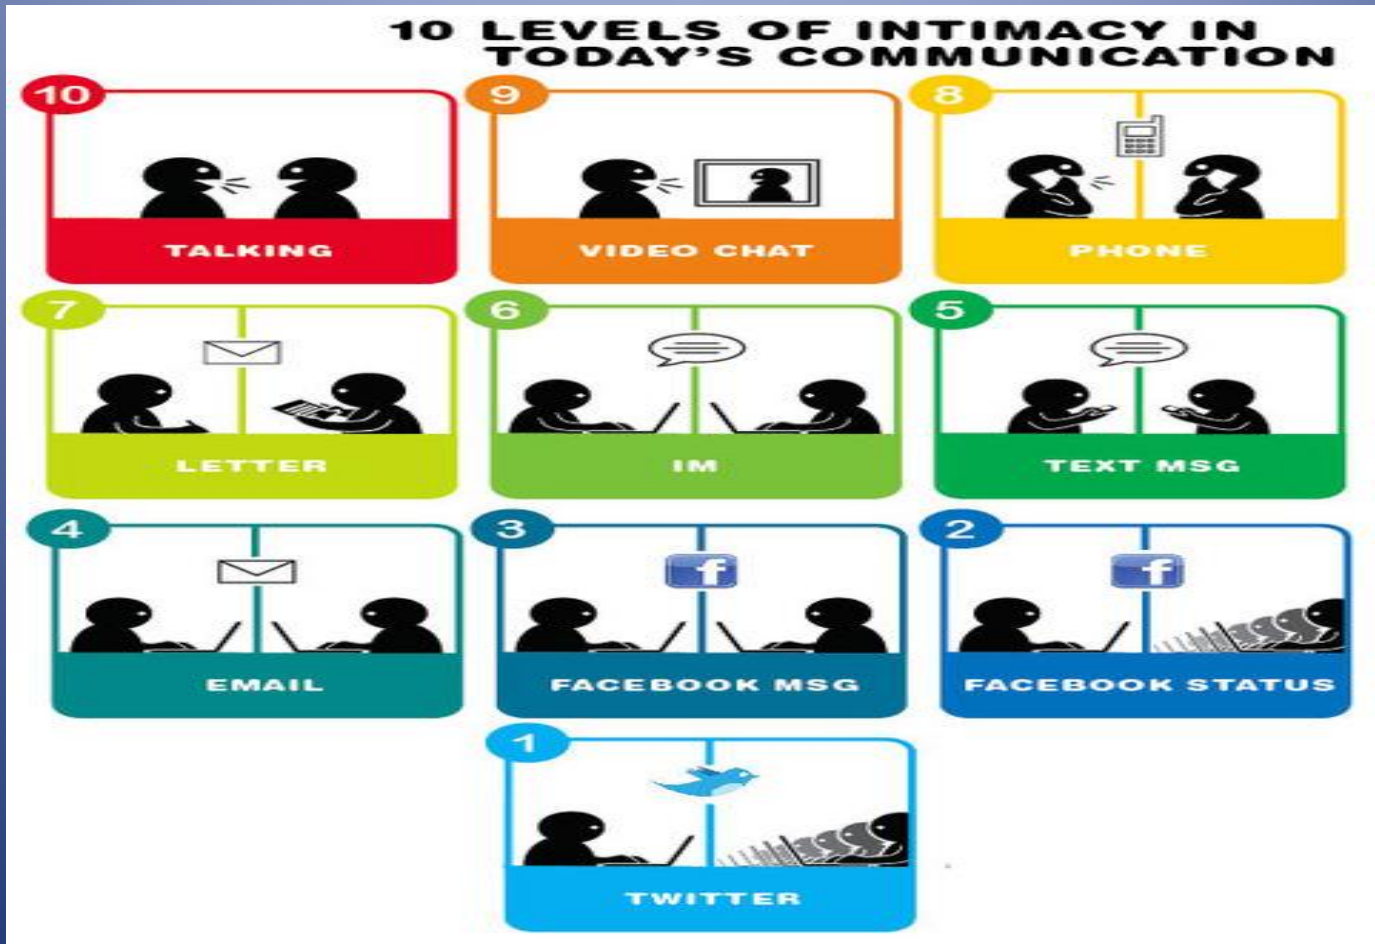 10 LEVELS OF INTIMACY IN
TODAY'S COMMUNICATION
10
TALKING
9
VIDEO CHAT
8
PHONE
7
LETTER
6
IM
5
TEXT MSG
4
EMAIL
3
f
FACEBOOK MSG
2
f
FACEBOOK STATUS
1
TWITTER